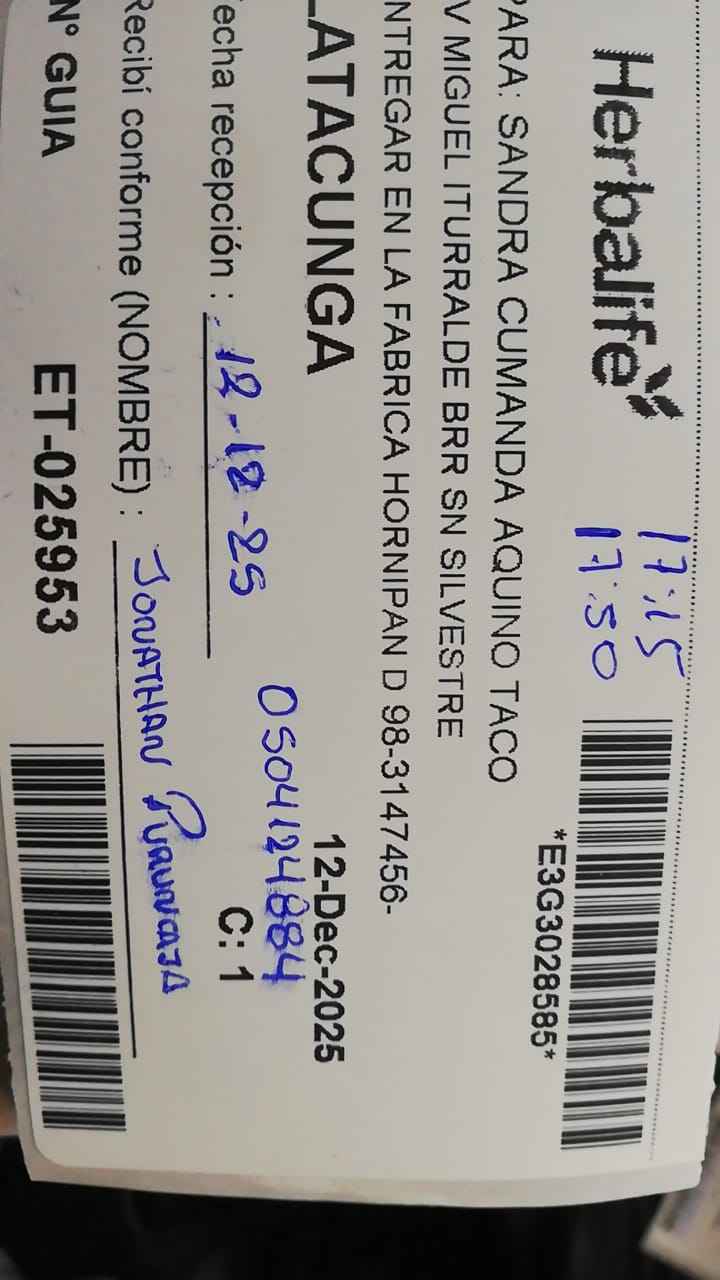 Herbalife
17:15
17:50
*E3G3028585*
PARA: SANDRA CUMANDA AQUINO TACO
V MIGUEL ITURRALDE BRR SN SILVESTRE
NTREGAR EN LA FABRICA HORNIPAN D 98-3147456-
LATACUNGA
12-Dec-2025
0504124884
echa recepción : 12-12-25
C: 1
Recibí conforme (NOMBRE) : JONATHAN
N° GUIA ET-025953